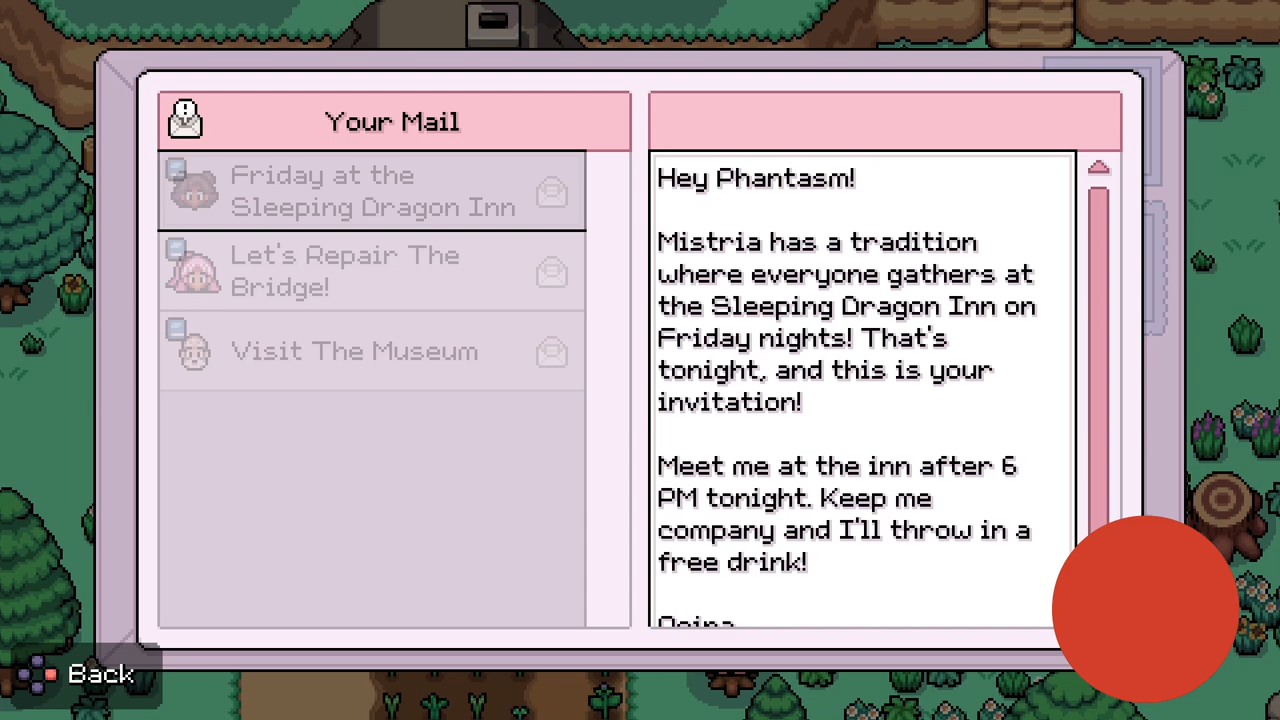 Your Mail
Friday at the
Sleeping Dragon Inn
Let's Repair The
Bridge!
Visit The Museum
Hey Phantasm!
Mistria has a tradition
where everyone gathers at
the Sleeping Dragon Inn on
Friday nights! That's
tonight, and this is your
invitation!
Meet me at the inn after 6
PM tonight. Keep me
company and I'll throw in a
free drink!
Back